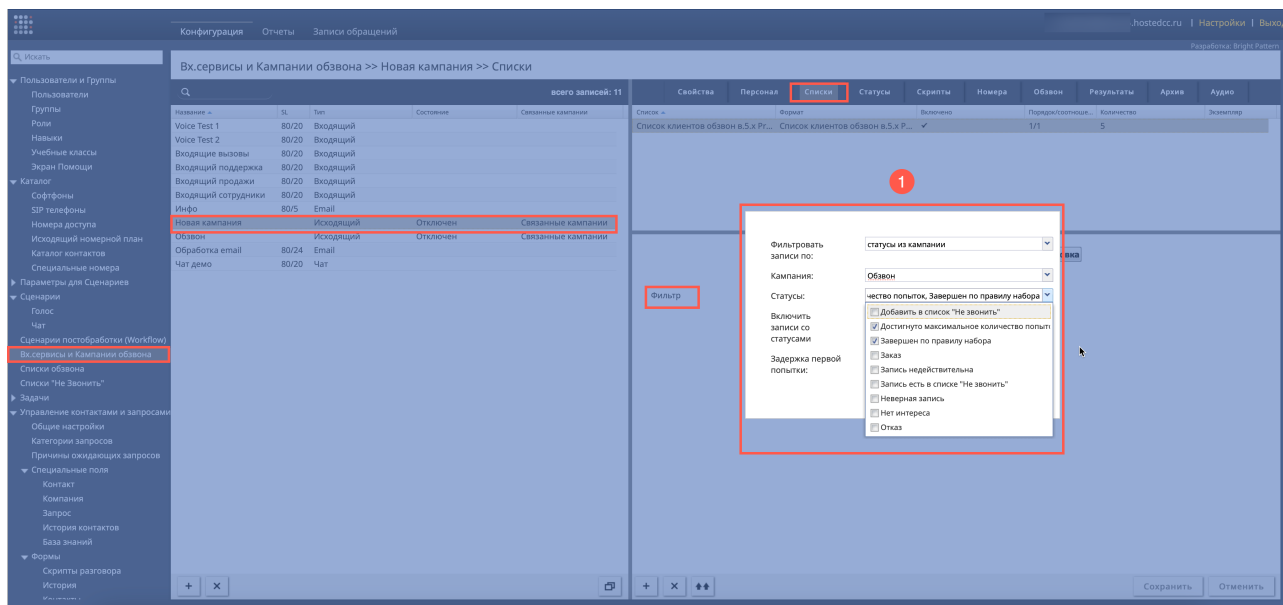 .hostedcc.ru | Настройки | Выход
Конфигурация Отчеты Записи обращений
Разработка: Bright Pattern
Искать
Вх.сервисы и Кампании обзвона >> Новая кампания >> Списки
Пользователи и Группы
Пользователи
Группы
Роли
Навыки
Учебные классы
Экран Помощи
Каталог
Софтфоны
SIP телефоны
Номера доступа
Исходящий номерной план
Каталог контактов
Специальные номера
Параметры для Сценариев
Сценарии
Голос
Чат
Сценарии постобработки (Workflow)
Вх.сервисы и Кампании обзвона
Списки обзвона
Списки "Не Звонить"
Задачи
Управление контактами и запросами
Общие настройки
Категории запросов
Причины ожидающих запросов
Специальные поля
Контакт
Компания
Запрос
История контактов
База знаний
Формы
Скрипты разговора
История
Контакты
всего записей: 11
Название SL Тип Состояние Связанные кампании
Voice Test 1 80/20 Входящий
Voice Test 2 80/20 Входящий
Входящие вызовы 80/20 Входящий
Входящий поддержка 80/20 Входящий
Входящий продажи 80/20 Входящий
Входящий сотрудники 80/20 Входящий
Инфо 80/5 Email
Новая кампания Исходящий Отключен Связанные кампании
Обзвон Исходящий Отключен Связанные кампании
Обработка email 80/24 Email
Чат демо 80/20 Чат
Свойства Персонал Списки Статусы Скрипты Номера Обзвон Результаты Архив Аудио
Список Формат Включено Порядок/соотноше... Количество Экземпляр
Список клиентов обзвон в.5.x Pr... Список клиентов обзвон в.5.x P... ✓ 1/1 5
1
Фильтр
вка
Фильтровать записи по: статусы из кампании
Кампания: Обзвон
Статусы: чество попыток, Завершен по правилу набора
Включить записи со статусами
Задержка первой попытки:
Добавить в список "Не звонить"
Достигнуто максимальное количество попыто
Завершен по правилу набора
Заказ
Запись недействительна
Запись есть в списке "Не звонить"
Неверная запись
Нет интереса
Отказ
Сохранить Отменить